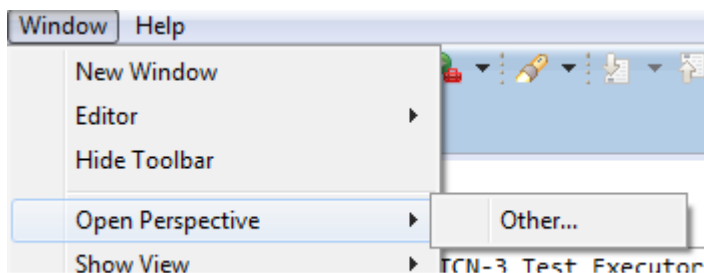 Window Help
New Window
Editor
Hide Toolbar
Open Perspective
Other...
Show View
TCN-3 Test Executor